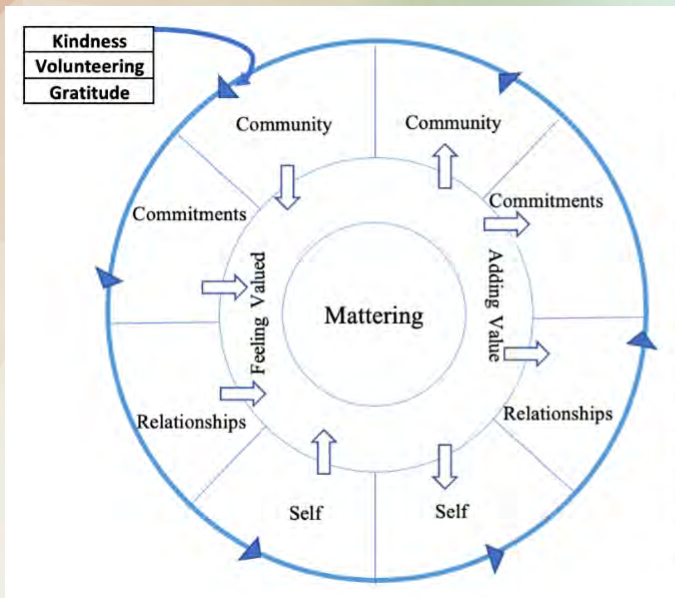 Kindness
Volunteering
Gratitude
Community
Community
Commitments
Commitments
Feeling Valued
Mattering
Adding Value
Relationships
Relationships
Self
Self